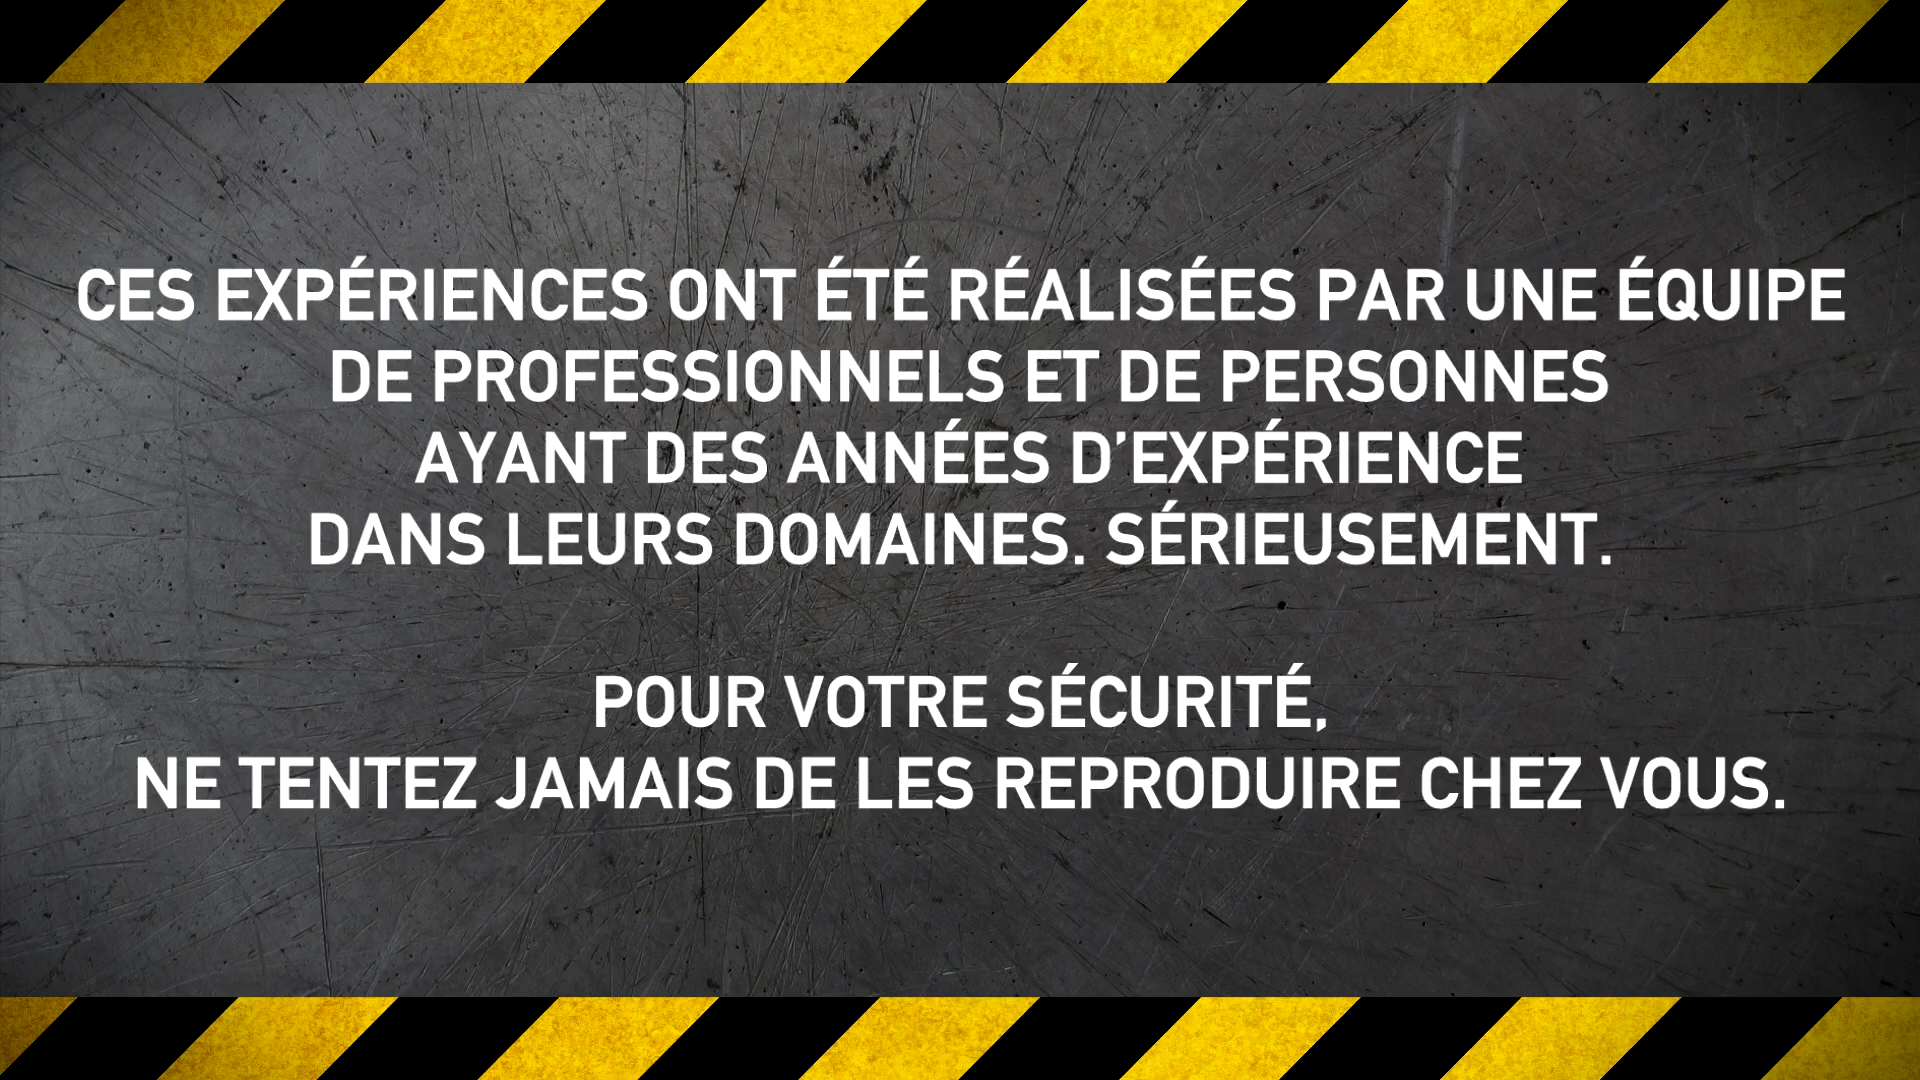 CES EXPÉRIENCES ONT ÉTÉ RÉALISÉES PAR UNE ÉQUIPE
DE PROFESSIONNELS ET DE PERSONNES
AYANT DES ANNÉES D'EXPÉRIENCE
DANS LEURS DOMAINES. SÉRIEUSEMENT.
POUR VOTRE SÉCURITÉ,
NE TENTEZ JAMAIS DE LES REPRODUIRE CHEZ VOUS.